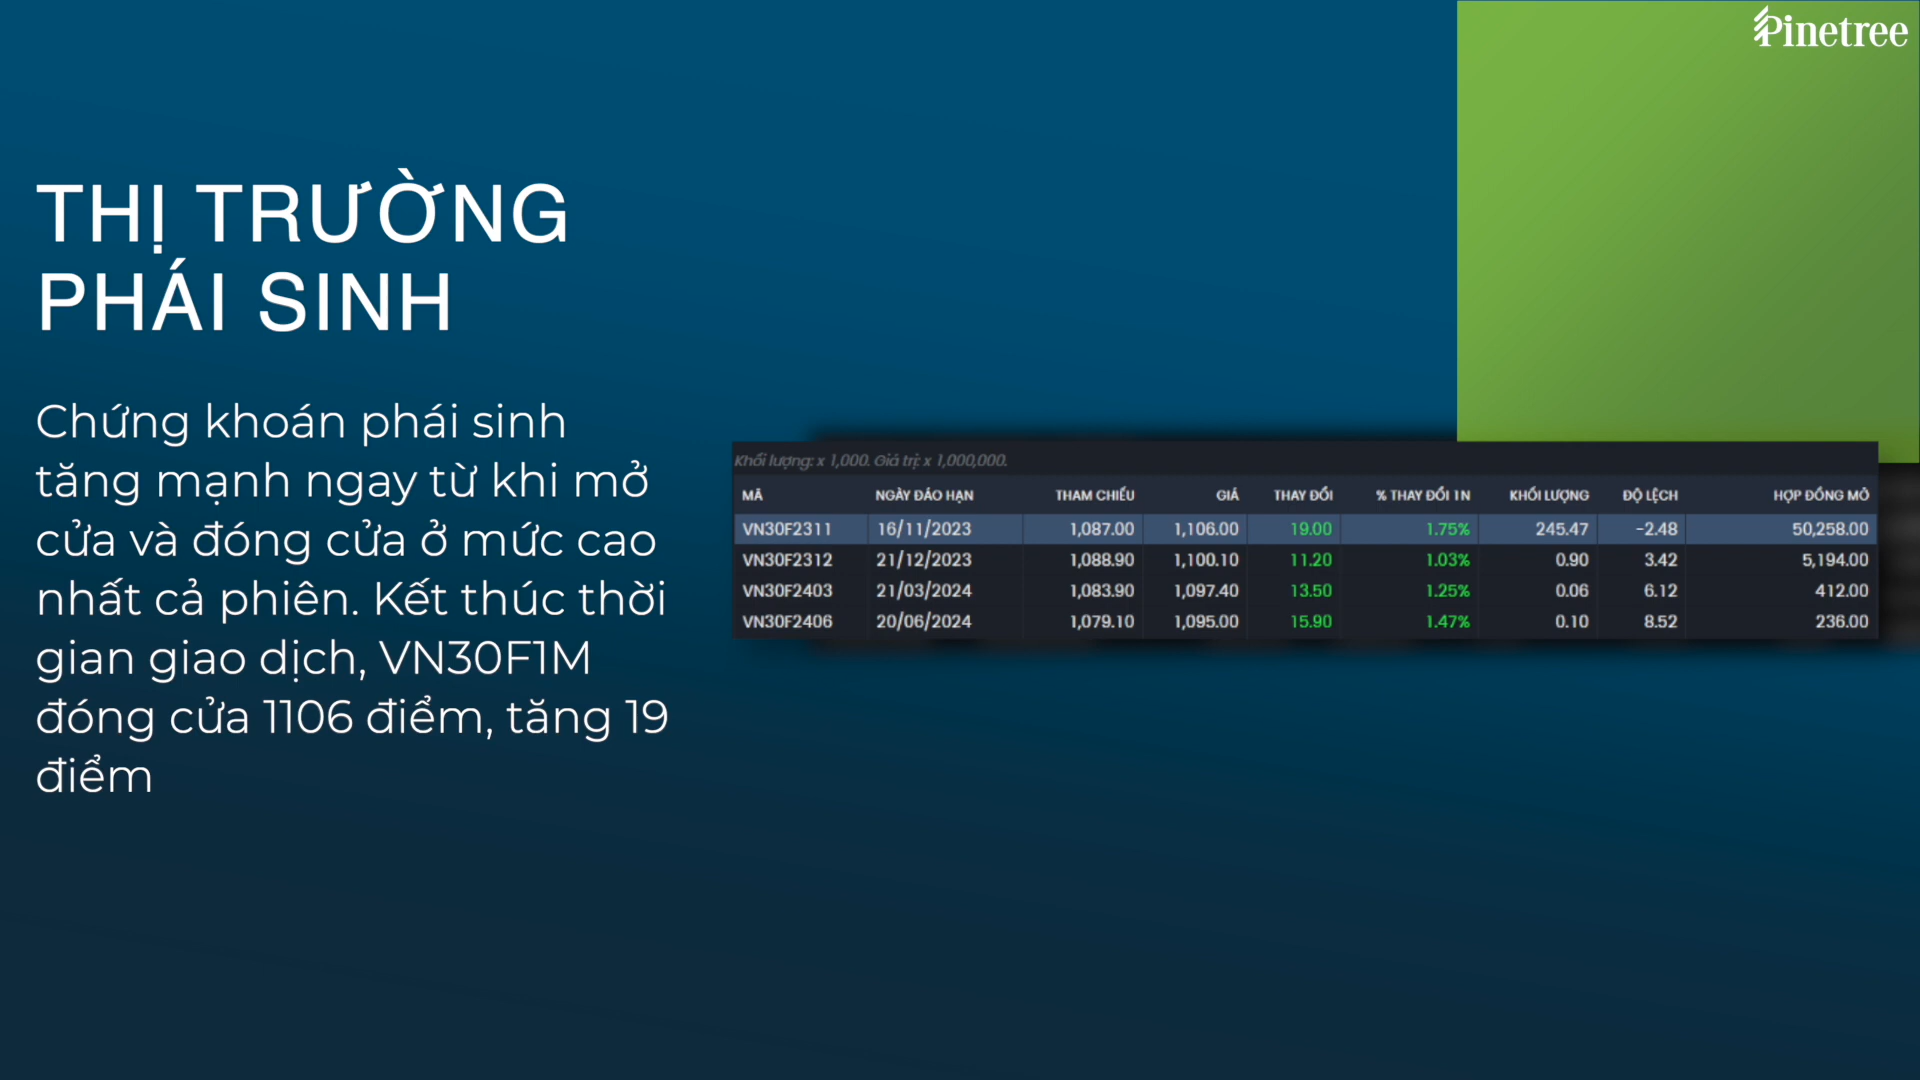 Pinetree
THỊ TRƯỜNG
PHÁI SINH
Chứng khoán phái sinh
tăng mạnh ngay từ khi mở
cửa và đóng cửa ở mức cao
nhất cả phiên. Kết thúc thời
gian giao dịch, VN30F1M
đóng cửa 1106 điểm, tăng 19
điểm
Khối lượng: x 1,000. Giá trị: x 1,000,000.
MÃ NGÀY ĐÁO HẠN THAM CHIẾU GIÁ THAY ĐỔI % THAY ĐỔI 1N KHỐI LƯỢNG ĐỘ LỆCH HỢP ĐỒNG MỞ
VN30F2311 16/11/2023 1,087.00 1,106.00 19.00 1.75% 245.47 -2.48 50,258.00
VN30F2312 21/12/2023 1,088.90 1,100.10 11.20 1.03% 0.90 3.42 5,194.00
VN30F2403 21/03/2024 1,083.90 1,097.40 13.50 1.25% 0.06 6.12 412.00
VN30F2406 20/06/2024 1,079.10 1,095.00 15.90 1.47% 0.10 8.52 236.00